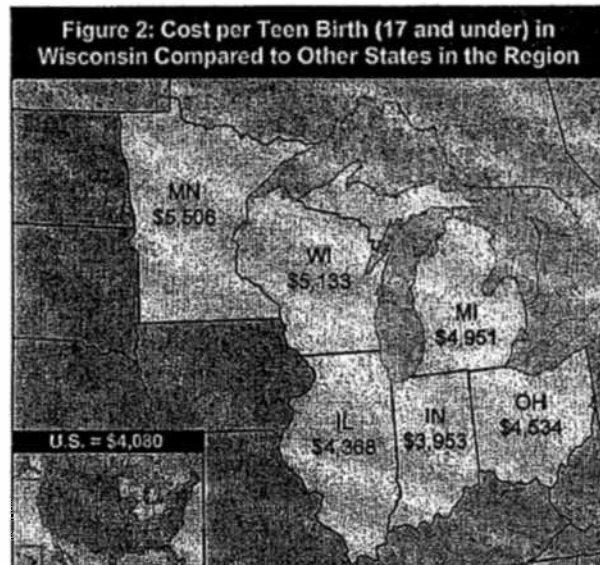 Figure 2: Cost per Teen Birth (17 and under) in
Wisconsin Compared to Other States in the Region
MN
$5,506
WI
$5,133
MI
$4,951
IL
$4,368
IN
$3,953
OH
$4,534
U.S. = $4,080